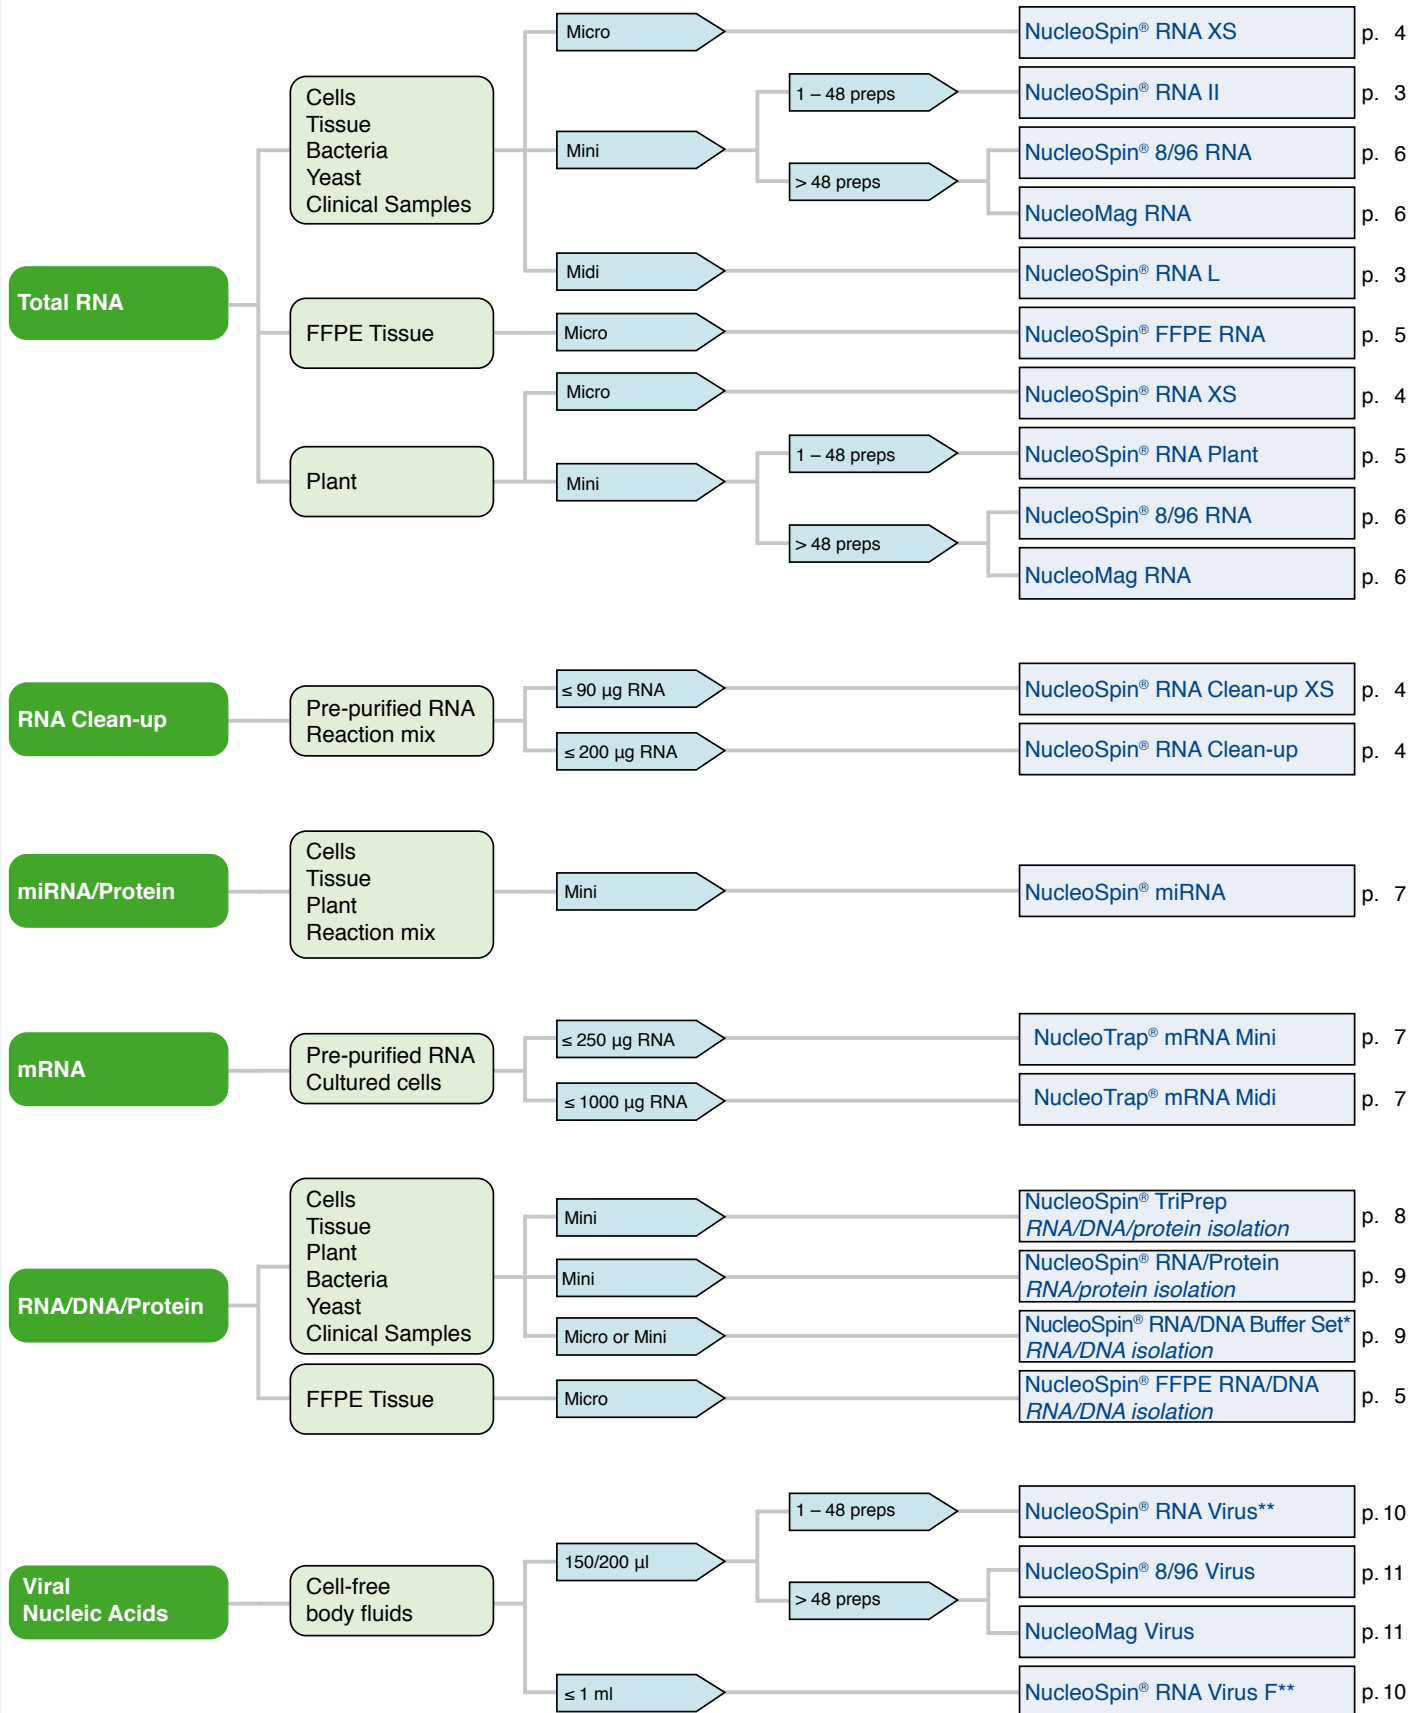 Total RNA
Cells
Tissue
Bacteria
Yeast
Clinical Samples
Micro
NucleoSpin® RNA XS
p. 4
Mini
1 – 48 preps
NucleoSpin® RNA II
p. 3
> 48 preps
NucleoSpin® 8/96 RNA
p. 6
NucleoMag RNA
p. 6
Midi
NucleoSpin® RNA L
p. 3
FFPE Tissue
Micro
NucleoSpin® FFPE RNA
p. 5
Plant
Micro
NucleoSpin® RNA XS
p. 4
Mini
1 – 48 preps
NucleoSpin® RNA Plant
p. 5
> 48 preps
NucleoSpin® 8/96 RNA
p. 6
NucleoMag RNA
p. 6
RNA Clean-up
Pre-purified RNA
Reaction mix
≤ 90 µg RNA
NucleoSpin® RNA Clean-up XS
p. 4
≤ 200 µg RNA
NucleoSpin® RNA Clean-up
p. 4
miRNA/Protein
Cells
Tissue
Plant
Reaction mix
Mini
NucleoSpin® miRNA
p. 7
mRNA
Pre-purified RNA
Cultured cells
≤ 250 µg RNA
NucleoTrap® mRNA Mini
p. 7
≤ 1000 µg RNA
NucleoTrap® mRNA Midi
p. 7
RNA/DNA/Protein
Cells
Tissue
Plant
Bacteria
Yeast
Clinical Samples
Mini
NucleoSpin® TriPrep
RNA/DNA/protein isolation
p. 8
Mini
NucleoSpin® RNA/Protein
RNA/protein isolation
p. 9
Micro or Mini
NucleoSpin® RNA/DNA Buffer Set*
RNA/DNA isolation
p. 9
FFPE Tissue
Micro
NucleoSpin® FFPE RNA/DNA
RNA/DNA isolation
p. 5
Viral
Nucleic Acids
Cell-free
body fluids
150/200 µl
1 – 48 preps
NucleoSpin® RNA Virus**
p. 10
> 48 preps
NucleoSpin® 8/96 Virus
p. 11
NucleoMag Virus
p. 11
≤ 1 ml
NucleoSpin® RNA Virus F**
p. 10